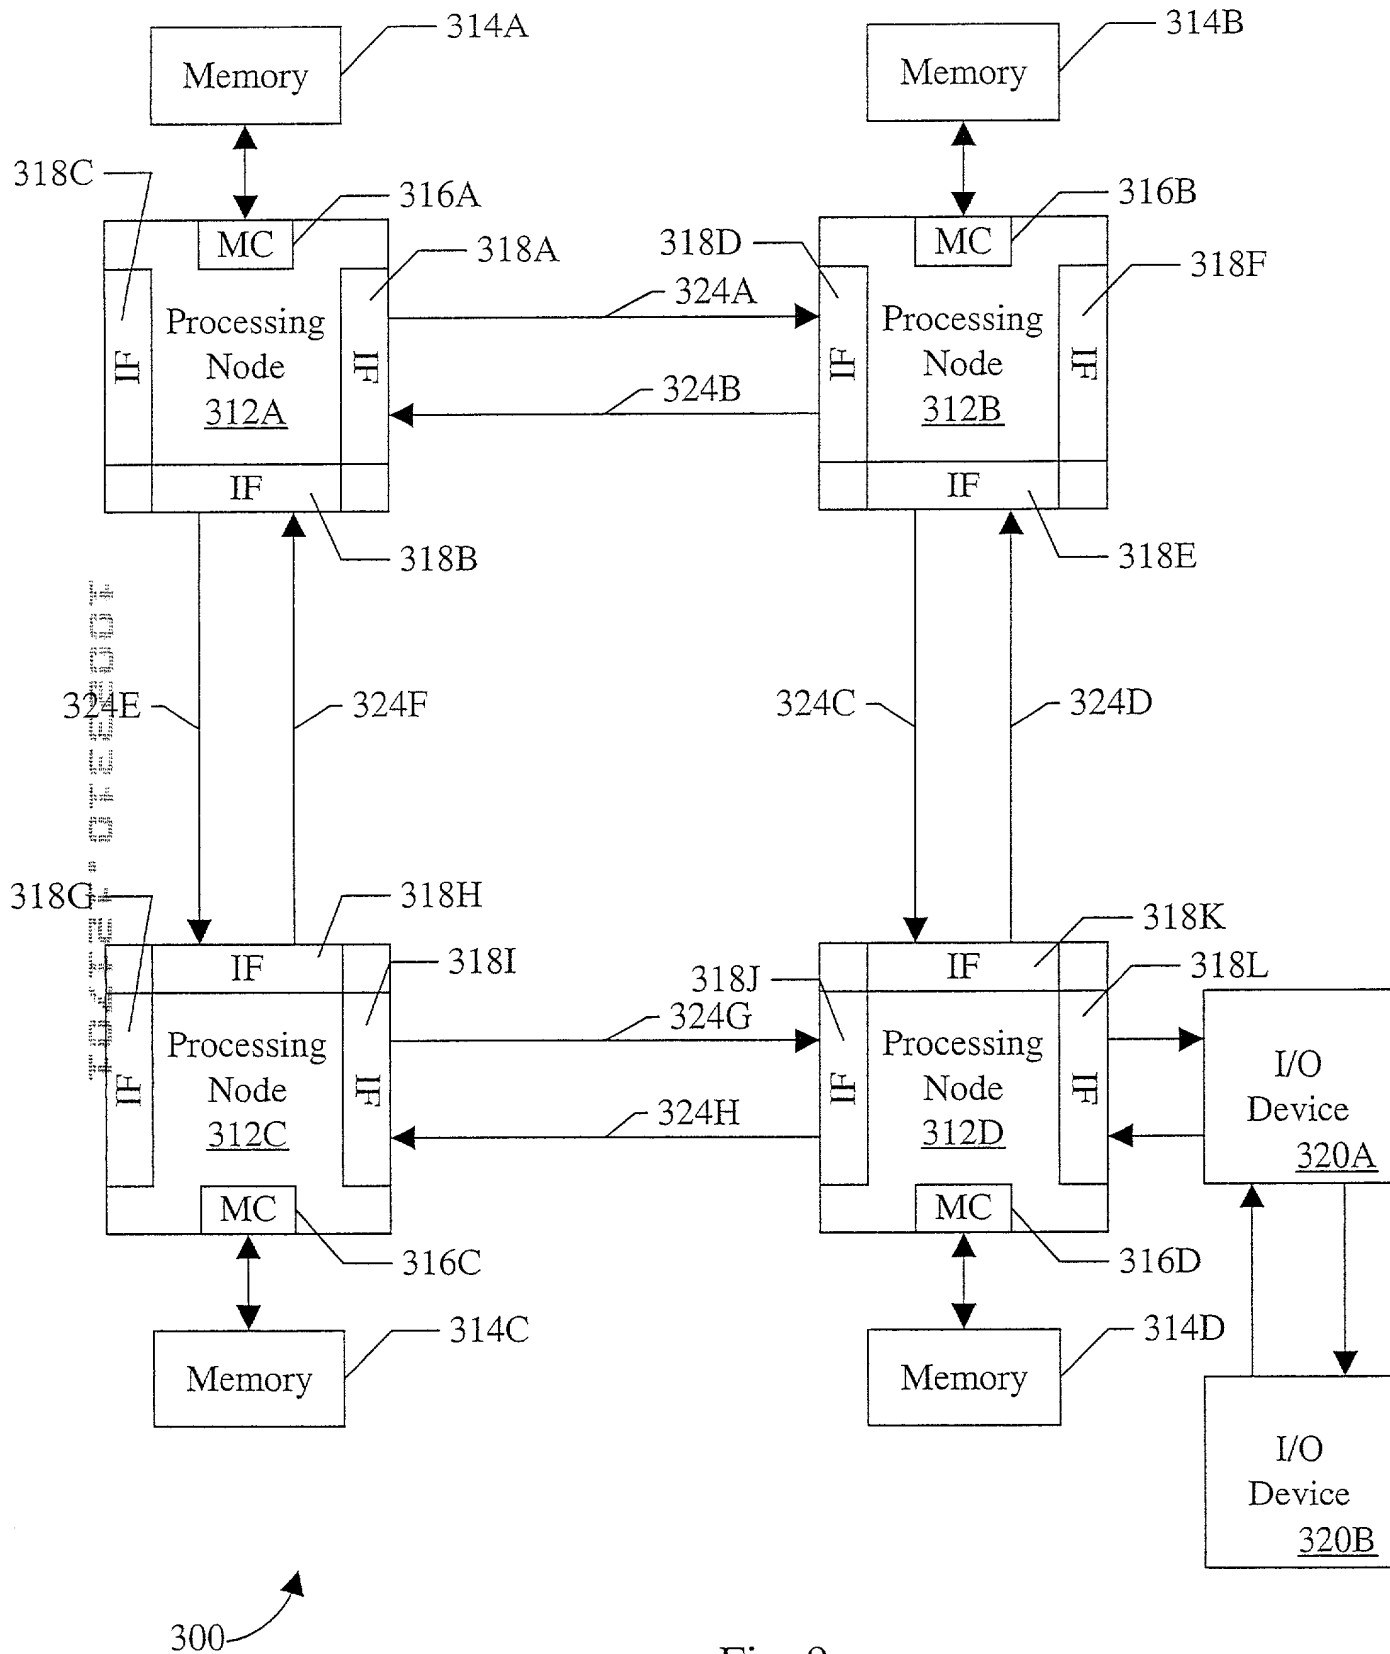 314A
Memory
314B
Memory
318C
316A
MC
318A
316B
MC
318D
318F
324A
Processing
Node
312A
IF
IF
IF
324B
Processing
Node
312B
IF
IF
IF
318B
318E
324E
324F
324C
324D
318G
318H
318I
IF
318K
318J
318L
IF
324G
Processing
Node
312C
IF
IF
324H
Processing
Node
312D
IF
IF
I/O
Device
320A
MC
316C
MC
316D
314C
Memory
314D
Memory
I/O
Device
320B
300